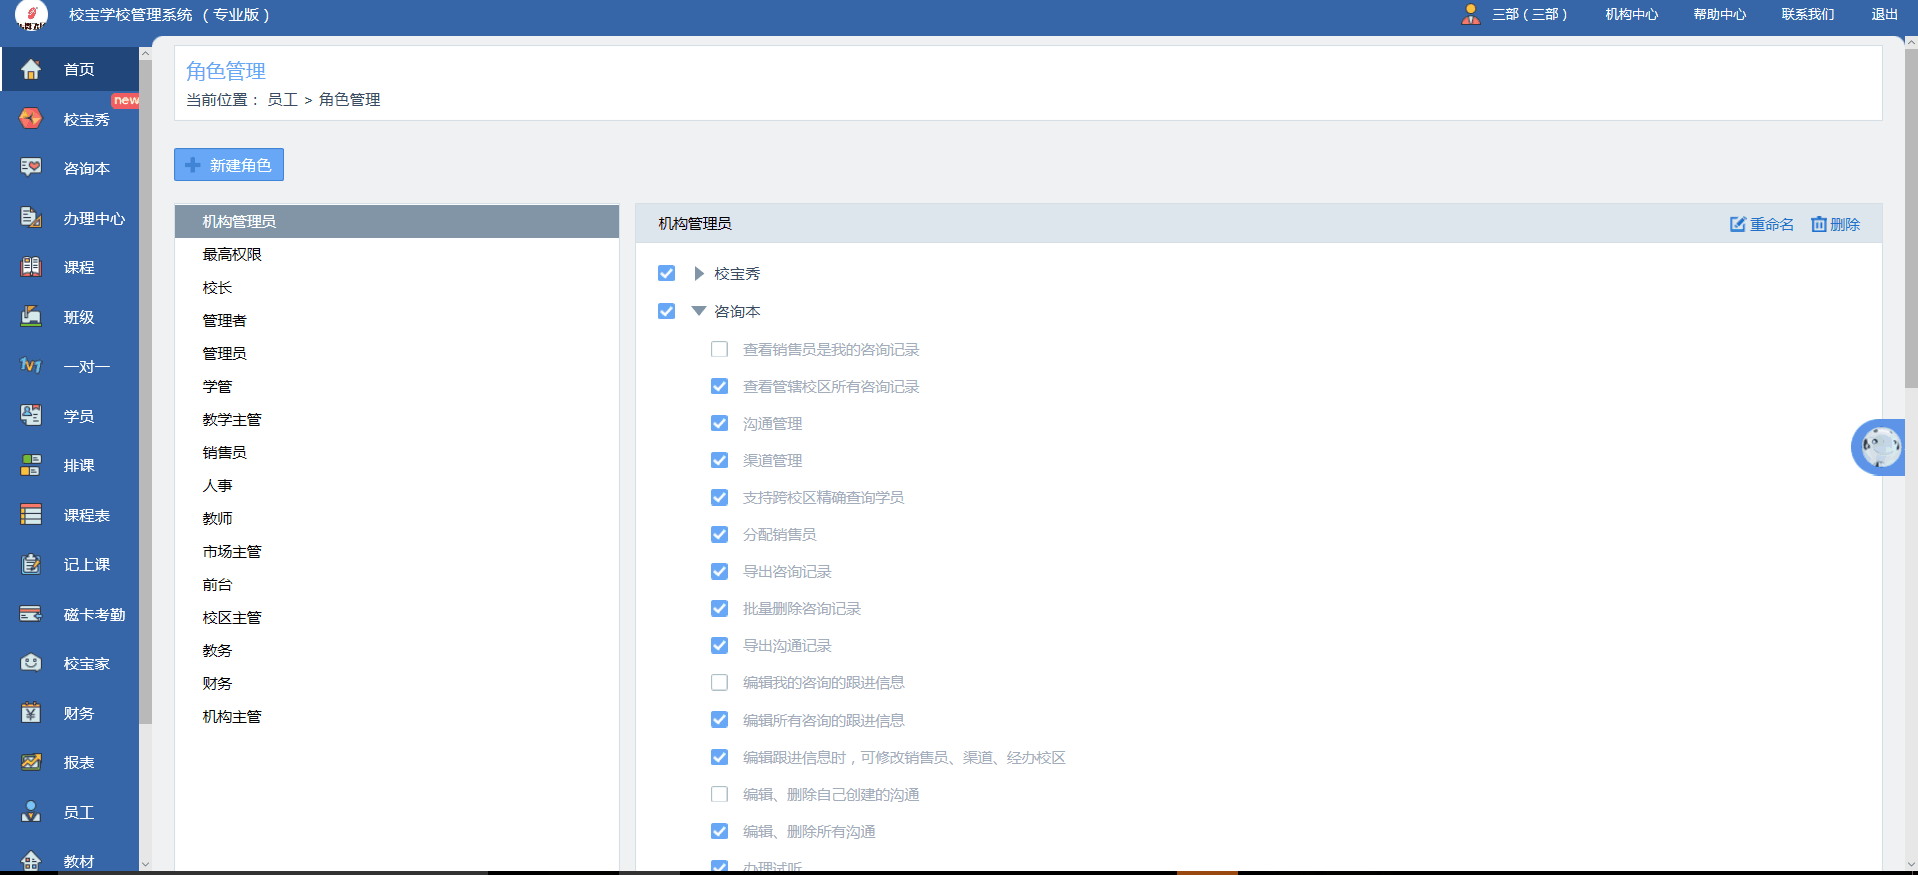 校宝学校管理系统 （专业版）
三部（三部）
机构中心
帮助中心
联系我们
退出
首页
new
校宝秀
咨询本
办理中心
课程
班级
1v1
一对一
学员
排课
课程表
记上课
磁卡考勤
校宝家
财务
报表
员工
教材
角色管理
当前位置： 员工 > 角色管理
新建角色
机构管理员
最高权限
校长
管理者
管理员
学管
教学主管
销售员
人事
教师
市场主管
前台
校区主管
教务
财务
机构主管
机构管理员
重命名
删除
校宝秀
咨询本
查看销售员是我的咨询记录
查看管辖校区所有咨询记录
沟通管理
渠道管理
支持跨校区精确查询学员
分配销售员
导出咨询记录
批量删除咨询记录
导出沟通记录
编辑我的咨询的跟进信息
编辑所有咨询的跟进信息
编辑跟进信息时，可修改销售员、渠道、经办校区
编辑、删除自己创建的沟通
编辑、删除所有沟通
办理试听